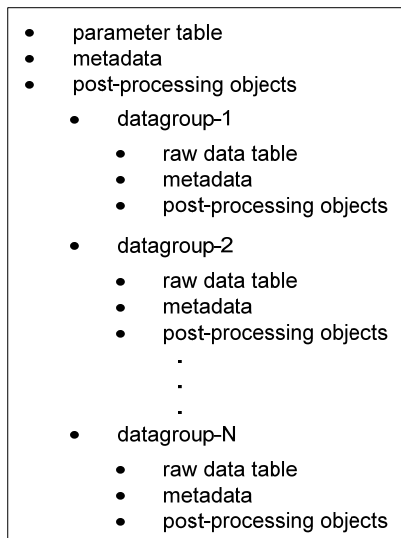 • parameter table
• metadata
• post-processing objects
• datagroup-1
• raw data table
• metadata
• post-processing objects
• datagroup-2
• raw data table
• metadata
• post-processing objects
.
.
.
• datagroup-N
• raw data table
• metadata
• post-processing objects